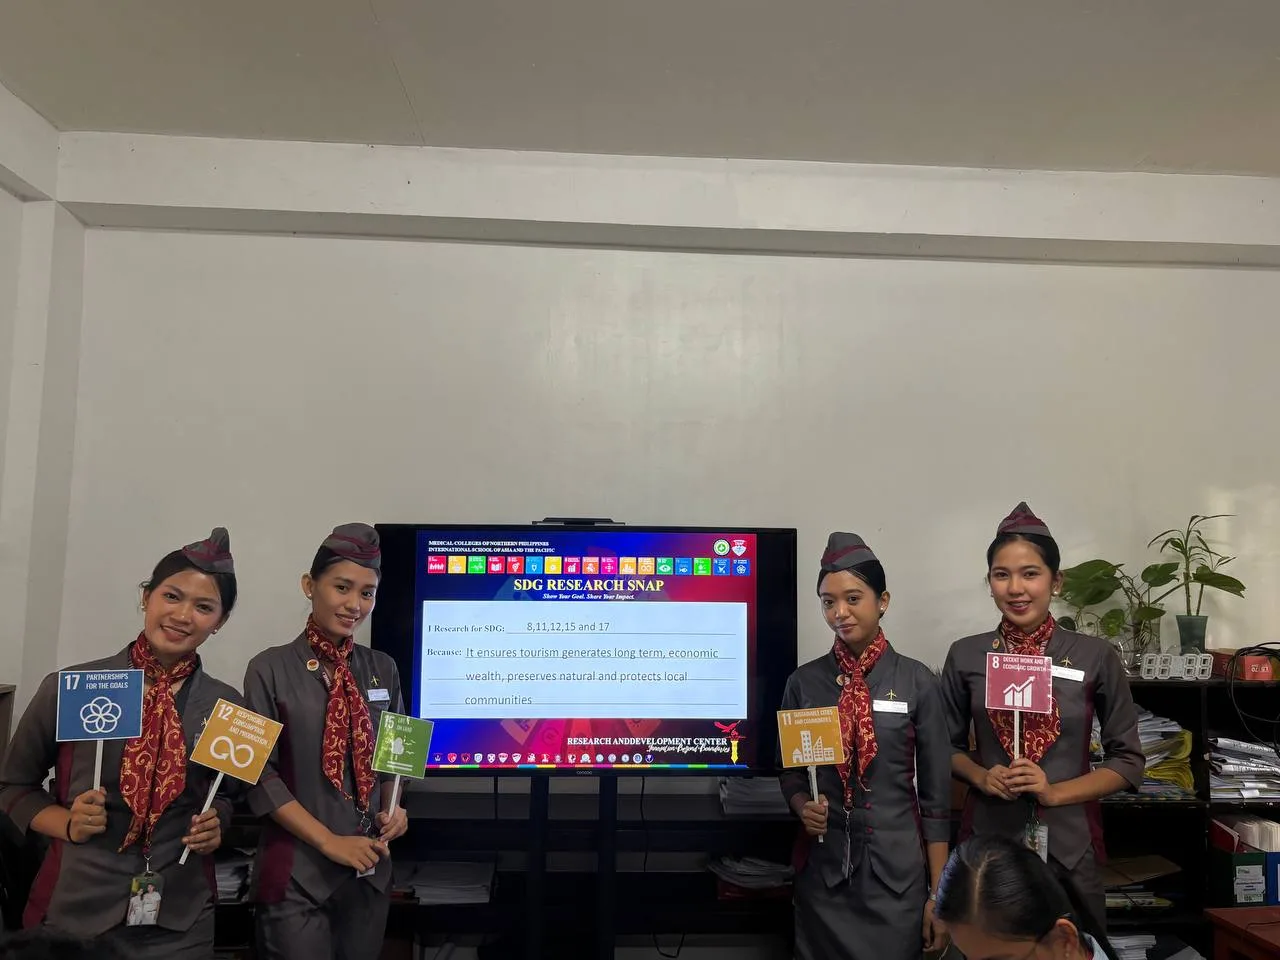 MEDICAL COLLEGES OF NORTHERN PHILIPPINES
INTERNATIONAL SCHOOL OF ASIA AND THE PACIFIC
SDG RESEARCH SNAP
Show Your Goal. Share Your Impact.
I Research for SDG: 8,11,12,15 and 17
Because: It ensures tourism generates long term, economic
wealth, preserves natural and protects local
communities
RESEARCH ANDDEVELOPMENT CENTER
Innovation Beyond Boundaries
17 PARTNERSHIPS
FOR THE GOALS
12 RESPONSIBLE
CONSUMPTION
AND PRODUCTION
15 LIFE
ON LAND
11 SUSTAINABLE CITIES
AND COMMUNITIES
8 DECENT WORK AND
ECONOMIC GROWTH